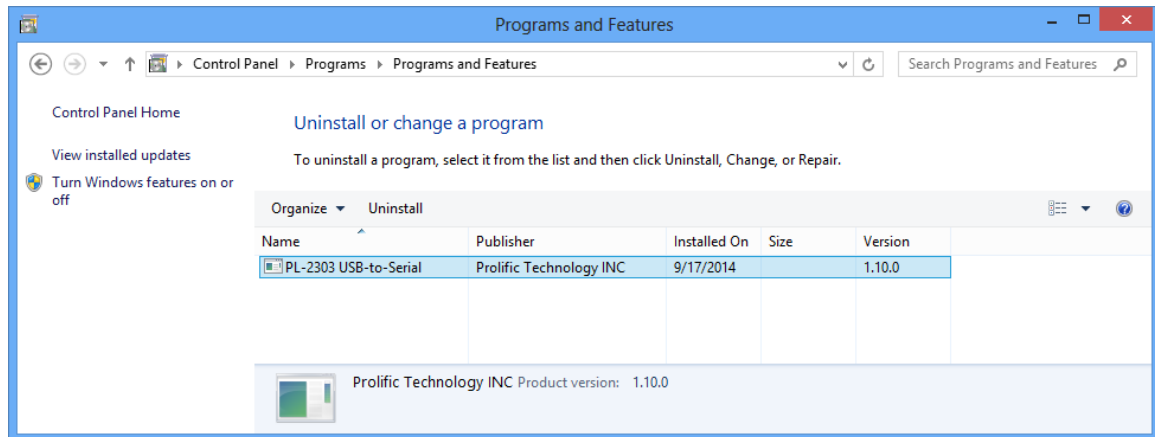 Programs and Features
Control Panel Programs Programs and Features
Search Programs and Features
Control Panel Home
View installed updates
Turn Windows features on or
off
Uninstall or change a program
To uninstall a program, select it from the list and then click Uninstall, Change, or Repair.
Organize Uninstall
Name Publisher Installed On Size Version
PL-2303 USB-to-Serial Prolific Technology INC 9/17/2014 1.10.0
Prolific Technology INC Product version: 1.10.0